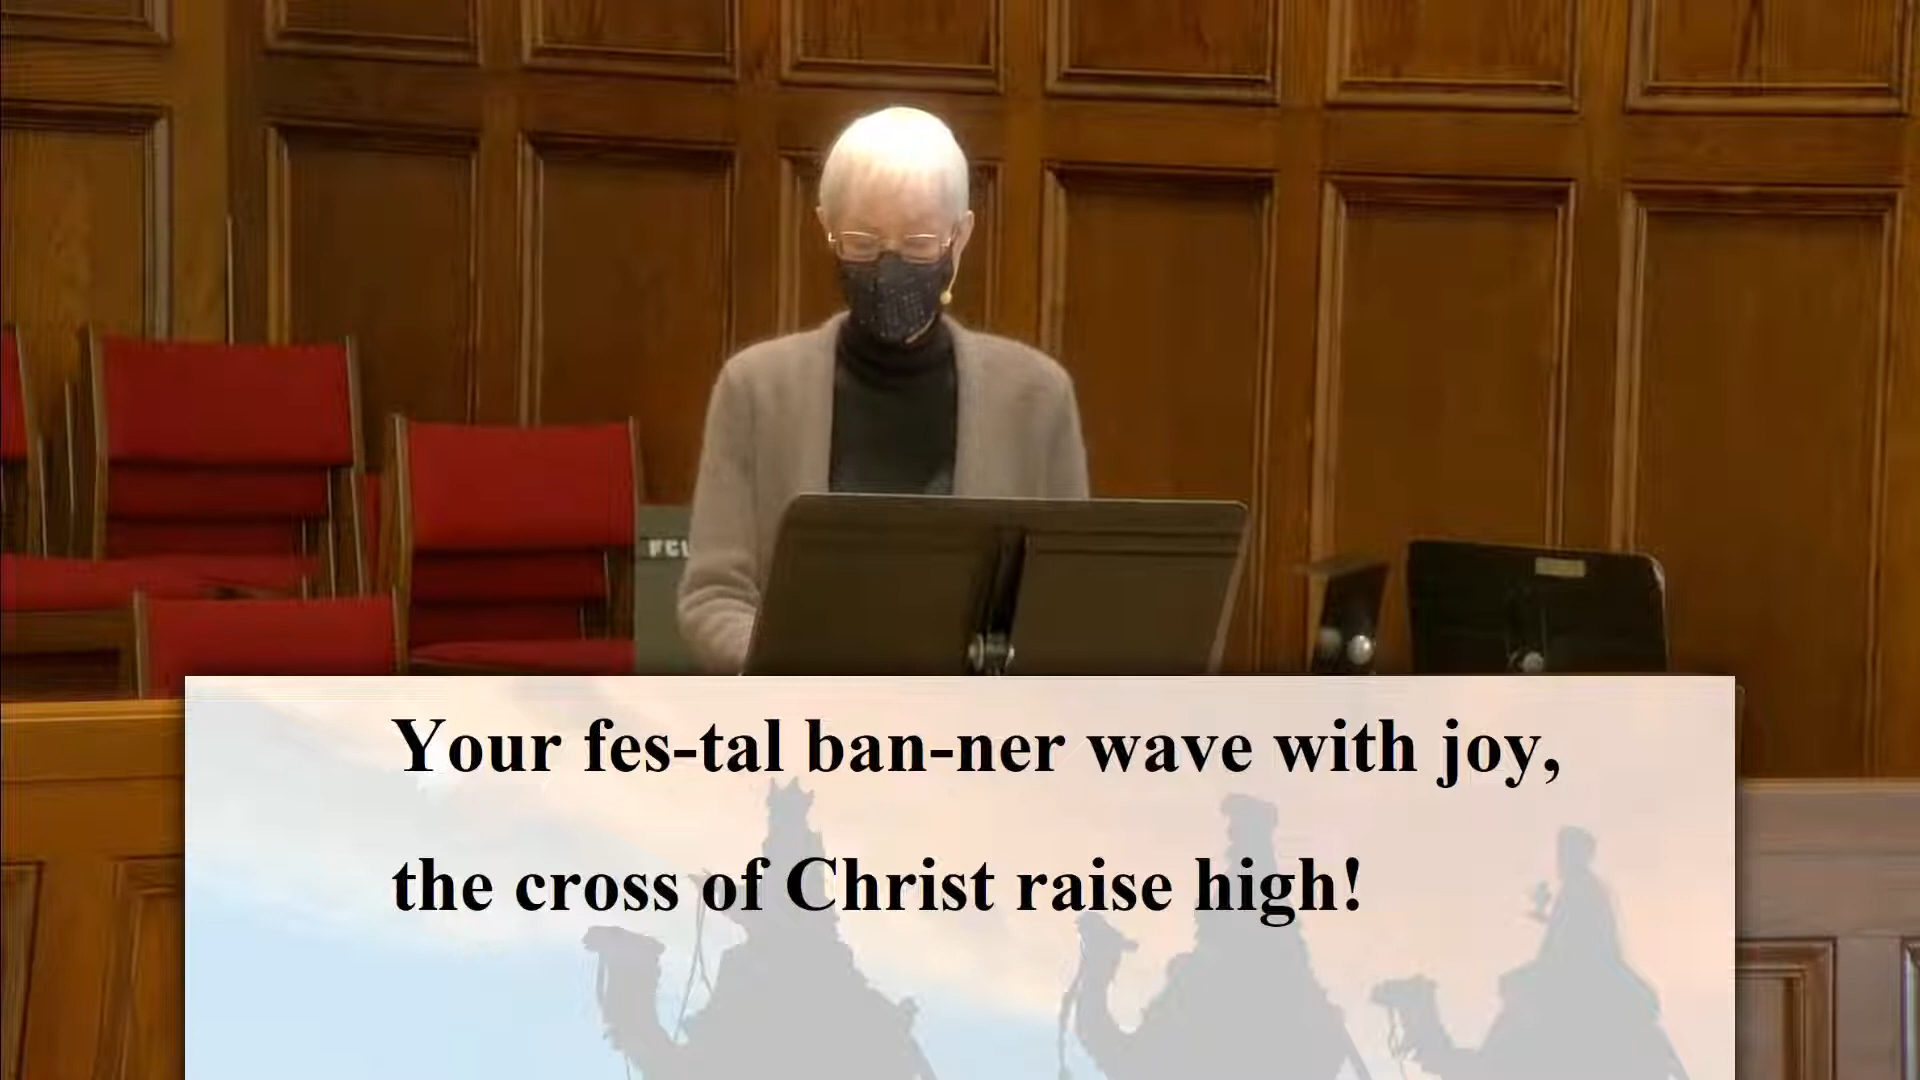 Your fes-tal ban-ner wave with joy,
the cross of Christ raise high!